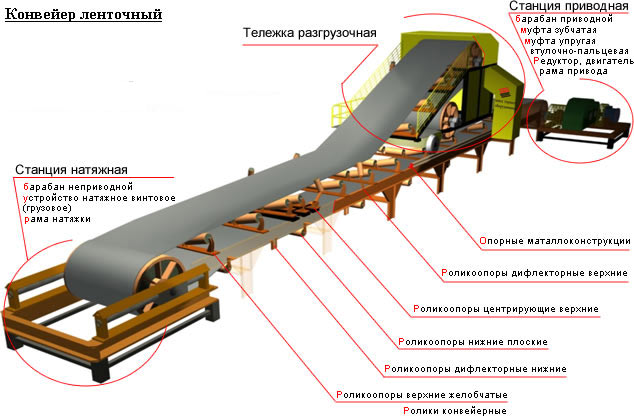 Конвейер ленточный
Станция приводная
барабан приводной
муфта зубчатая
муфта упругая
втулочно-пальцевая
Редуктор, двигатель
рама привода
Тележка разгрузочная
Станция натяжная
барабан неприводной
устройство натяжное винтовое
(грузовое)
рама натяжки
Опорные маталлоконструкции
Роликоопоры дифлекторные верхние
Роликоопоры центрирующие верхние
Роликоопоры нижние плоские
Роликоопоры дифлекторные нижние
Роликоопоры верхние желобчатые
Ролики конвейерные